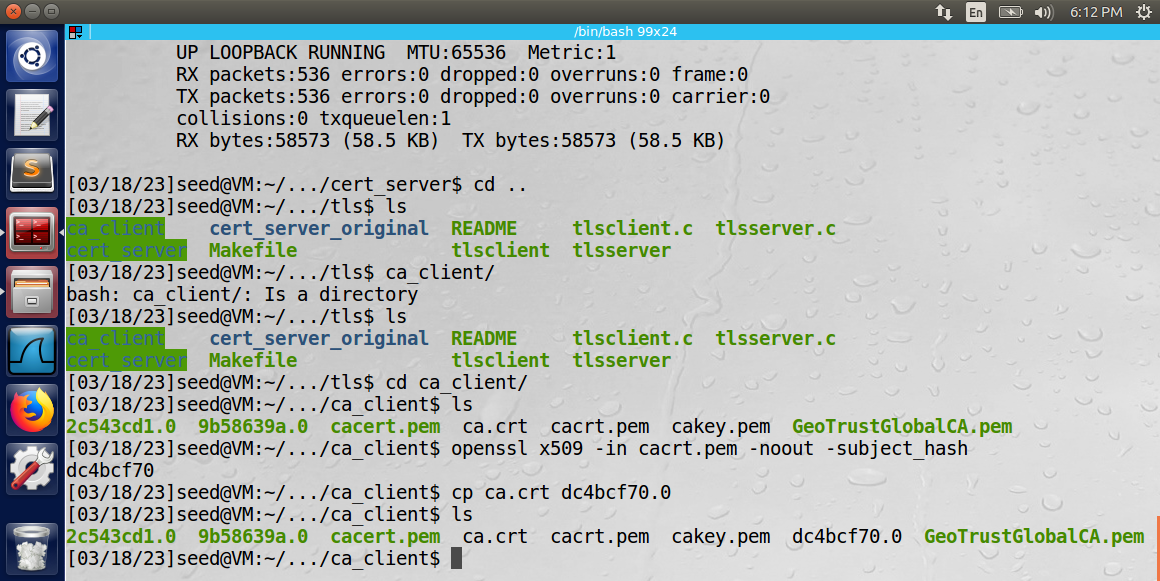 En 6:12 PM
/bin/bash 99x24
UP LOOPBACK RUNNING  MTU:65536  Metric:1
RX packets:536 errors:0 dropped:0 overruns:0 frame:0
TX packets:536 errors:0 dropped:0 overruns:0 carrier:0
collisions:0 txqueuelen:1
RX bytes:58573 (58.5 KB)  TX bytes:58573 (58.5 KB)
[03/18/23]seed@VM:~/.../cert_server$ cd ..
[03/18/23]seed@VM:~/.../tls$ ls
ca_client    cert_server_original  README     tlsclient.c  tlsserver.c
cert_server  Makefile              tlsclient  tlsserver
[03/18/23]seed@VM:~/.../tls$ ca_client/
bash: ca_client/: Is a directory
[03/18/23]seed@VM:~/.../tls$ ls
ca_client    cert_server_original  README     tlsclient.c  tlsserver.c
cert_server  Makefile              tlsclient  tlsserver
[03/18/23]seed@VM:~/.../tls$ cd ca_client/
[03/18/23]seed@VM:~/.../ca_client$ ls
2c543cd1.0  9b58639a.0  cacert.pem  ca.crt  cacrt.pem  cakey.pem  GeoTrustGlobalCA.pem
[03/18/23]seed@VM:~/.../ca_client$ openssl x509 -in cacrt.pem -noout -subject_hash
dc4bcf70
[03/18/23]seed@VM:~/.../ca_client$ cp ca.crt dc4bcf70.0
[03/18/23]seed@VM:~/.../ca_client$ ls
2c543cd1.0  9b58639a.0  cacert.pem  ca.crt  cacrt.pem  cakey.pem  dc4bcf70.0  GeoTrustGlobalCA.pem
[03/18/23]seed@VM:~/.../ca_client$